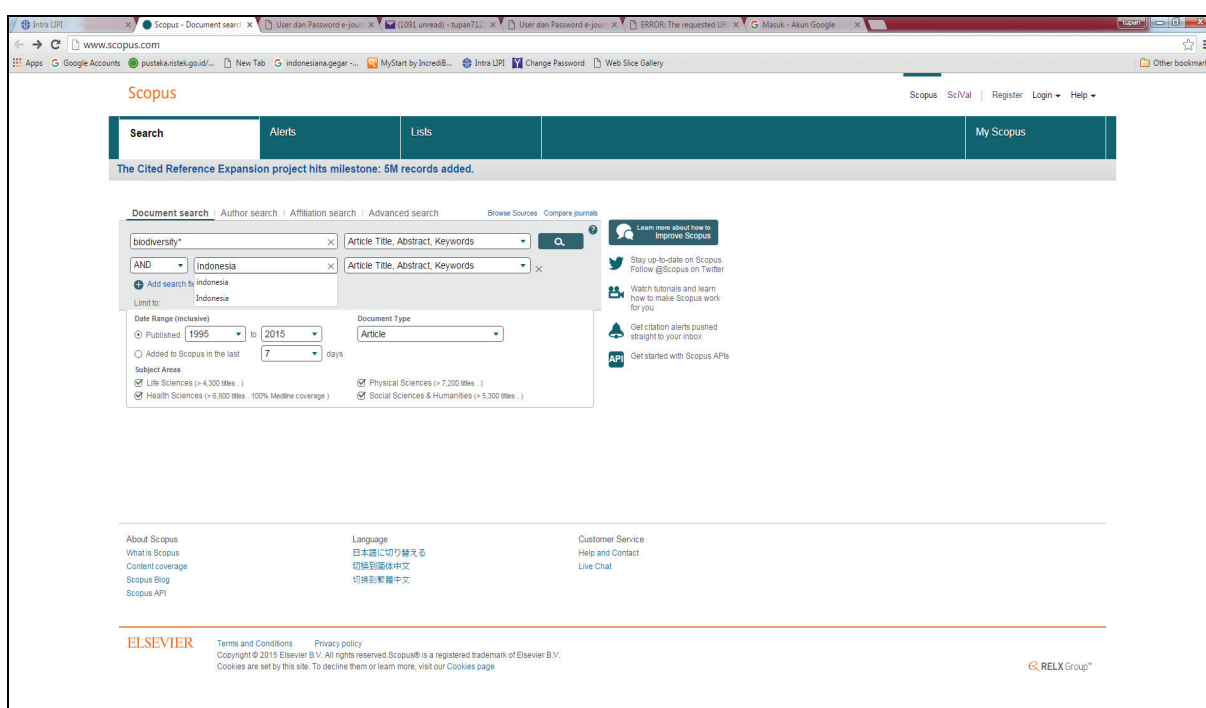 Intra LIPI
Scopus - Document search
User dan Password e-journ
(1091 unread) - tupan712
User dan Password e-journ
ERROR: The requested UR
Masuk - Akun Google
tupan
www.scopus.com
Apps Google Accounts pustaka.ristek.go.id/... New Tab indonesiana.gegar -... MyStart by IncrediB... Intra LIPI Change Password Web Slice Gallery Other bookmark
Scopus
Scopus SciVal | Register Login Help
Search Alerts Lists My Scopus
The Cited Reference Expansion project hits milestone: 5M records added.
Document search | Author search | Affiliation search | Advanced search Browse Sources Compare journals
biodiversity* Article Title, Abstract, Keywords
AND Indonesia Article Title, Abstract, Keywords
Add search fie
indonesia
Indonesia
Limit to:
Date Range (inclusive) Document Type
Published 1995 to 2015 Article
Added to Scopus in the last 7 days
Subject Areas
Life Sciences (> 4,300 titles . ) Physical Sciences (> 7,200 titles . )
Health Sciences (> 6,800 titles . 100% Medline coverage ) Social Sciences & Humanities (> 5,300 titles . )
Learn more about how to
Improve Scopus
Stay up-to-date on Scopus.
Follow @Scopus on Twitter
Watch tutorials and learn
how to make Scopus work
for you
Get citation alerts pushed
straight to your inbox
API Get started with Scopus APIs
About Scopus
What is Scopus
Content coverage
Scopus Blog
Scopus API
Language
日本語に切り替える
切换到简体中文
切換到繁體中文
Customer Service
Help and Contact
Live Chat
ELSEVIER
Terms and Conditions Privacy policy
Copyright © 2015 Elsevier B.V. All rights reserved.Scopus® is a registered trademark of Elsevier B.V.
Cookies are set by this site. To decline them or learn more, visit our Cookies page
RELX Group™